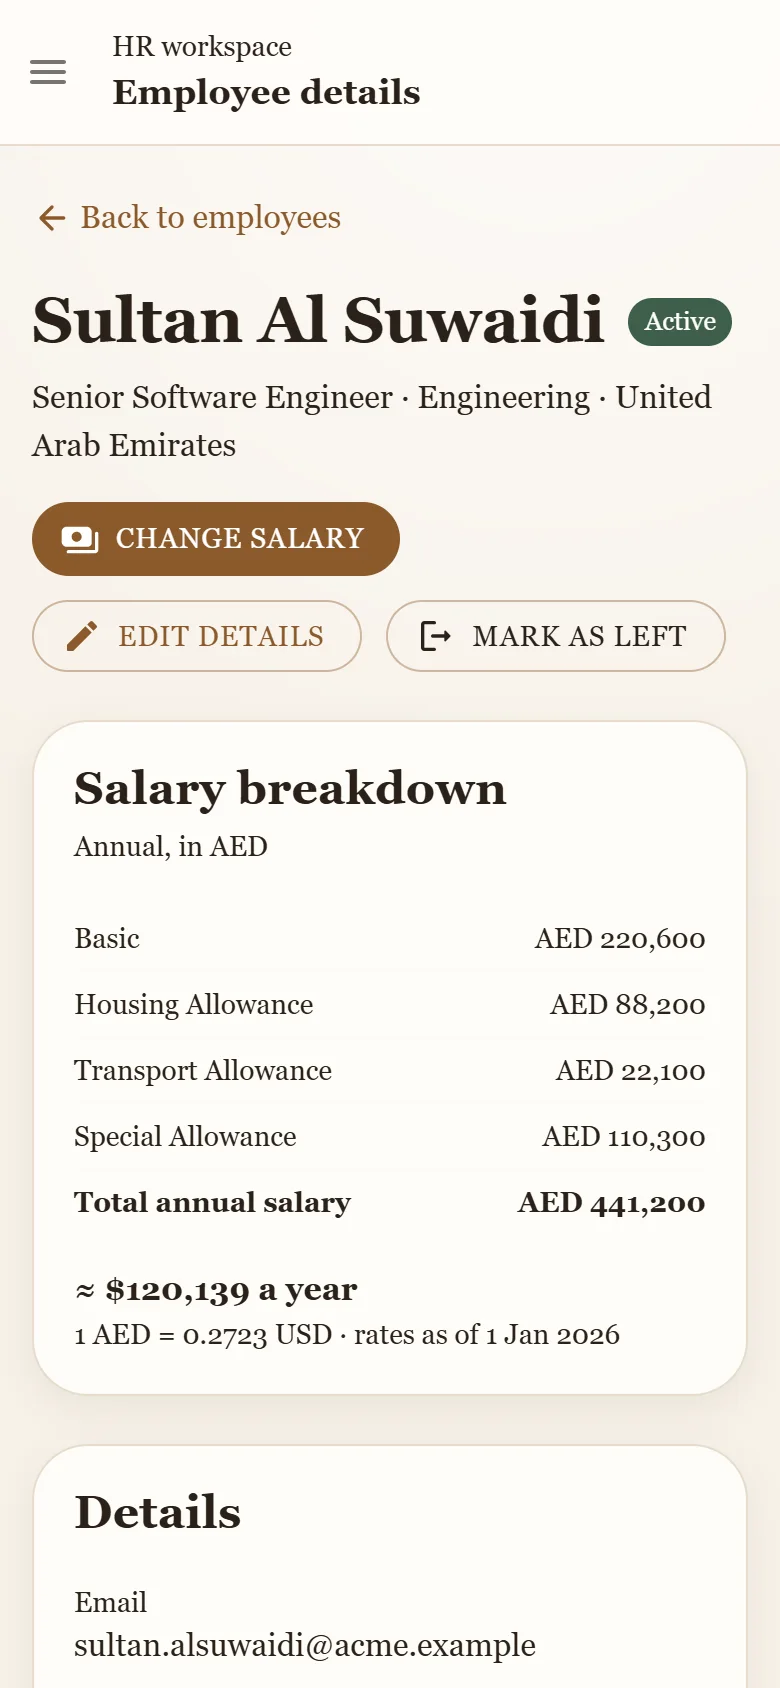 HR workspace
Employee details
Back to employees
Sultan Al Suwaidi
Active
Senior Software Engineer · Engineering · United
Arab Emirates
CHANGE SALARY
EDIT DETAILS
MARK AS LEFT
Salary breakdown
Annual, in AED
Basic AED 220,600
Housing Allowance AED 88,200
Transport Allowance AED 22,100
Special Allowance AED 110,300
Total annual salary AED 441,200
≈ $120,139 a year
1 AED = 0.2723 USD · rates as of 1 Jan 2026
Details
Email
sultan.alsuwaidi@acme.example